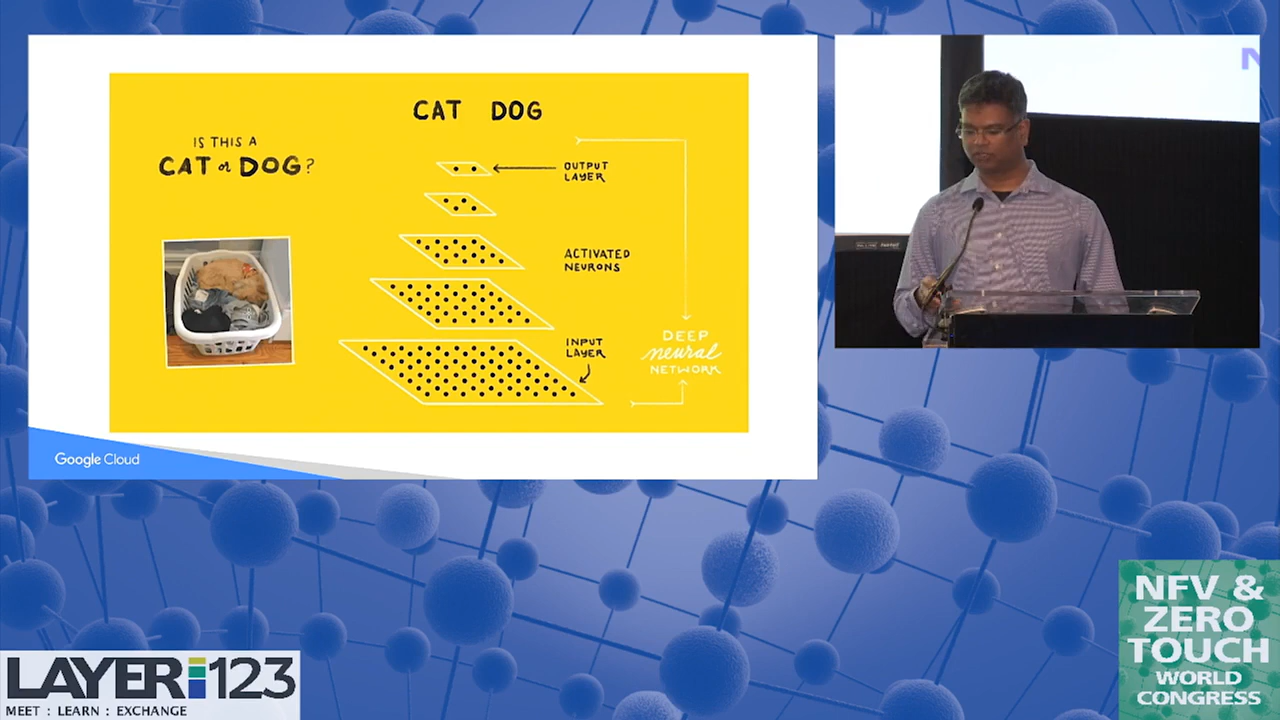 CAT DOG
IS THIS A
CAT or DOG?
OUTPUT
LAYER
ACTIVATED
NEURONS
INPUT
LAYER
DEEP
neural
NETWORK
Google Cloud
N
LAYER123
MEET : LEARN : EXCHANGE
NFV &
ZERO
TOUCH
WORLD
CONGRESS